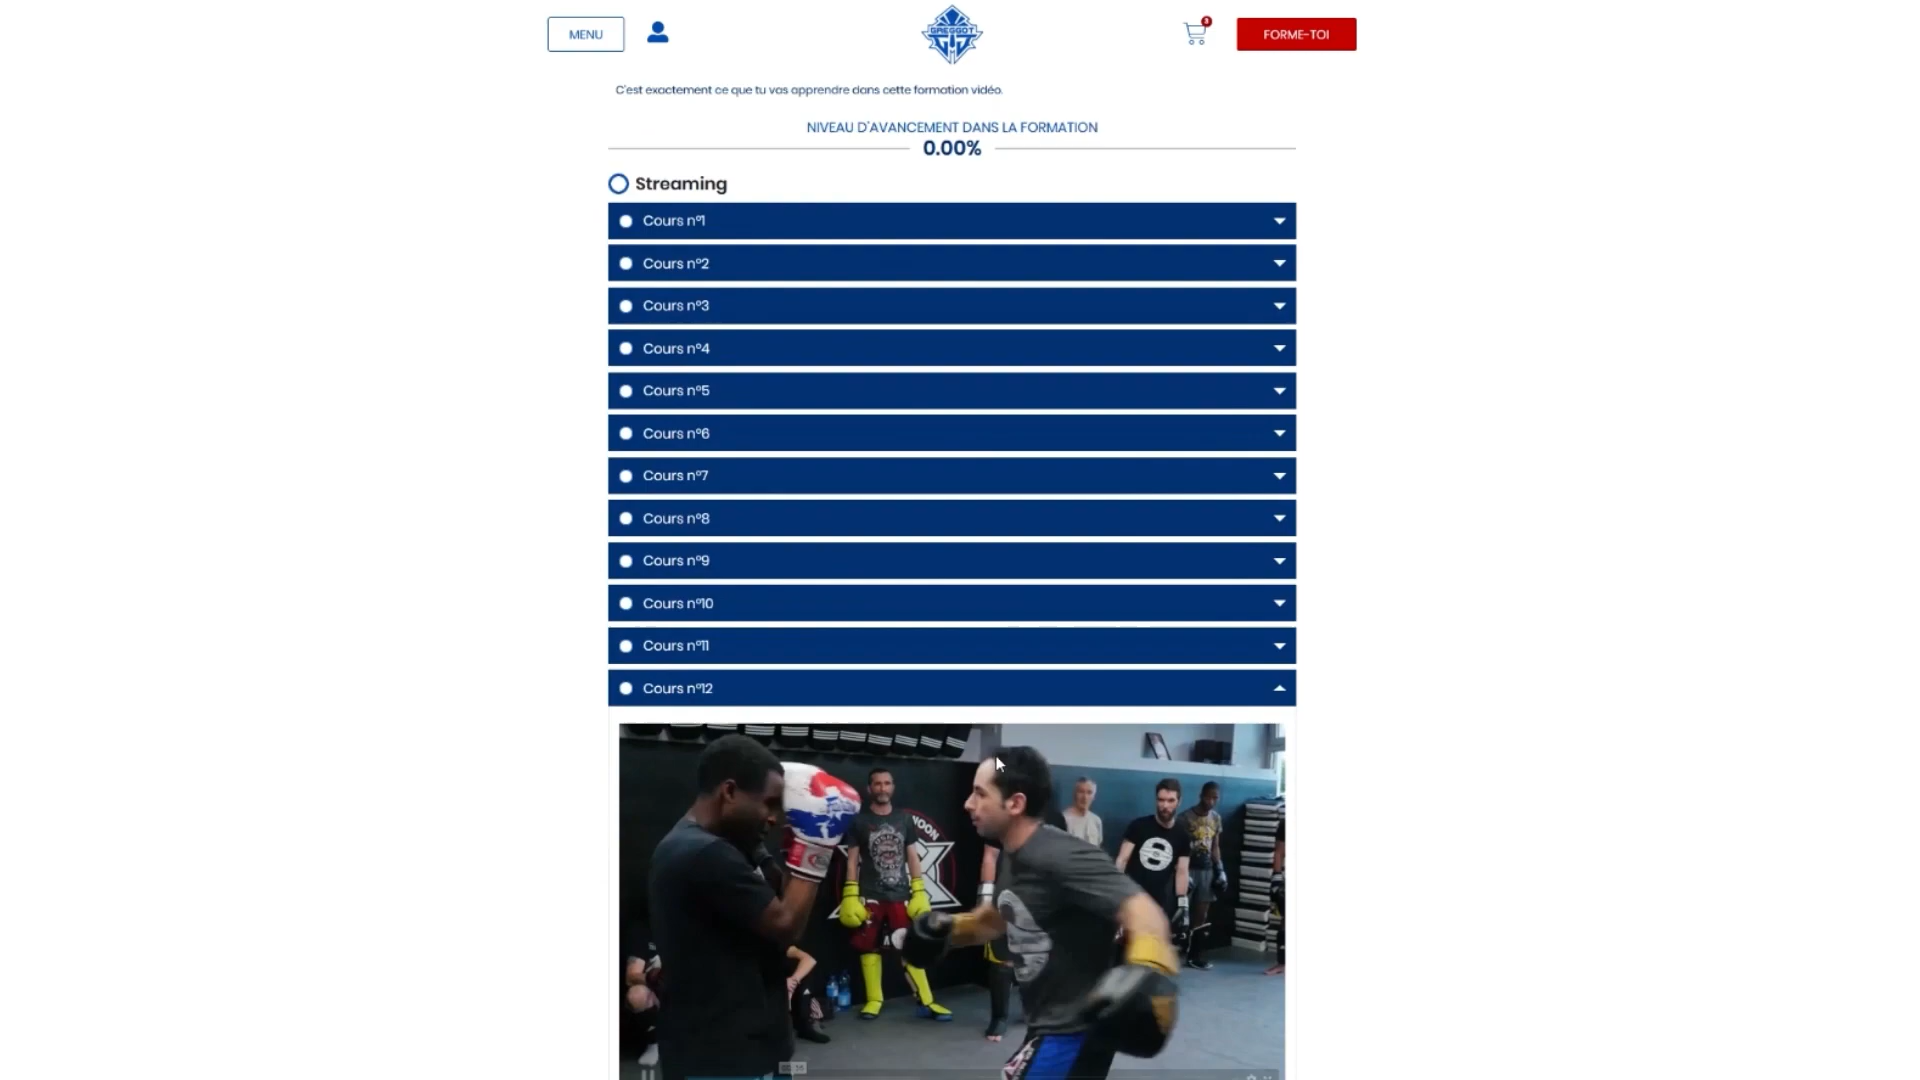 MENU
GREGGOT
3
FORME-TOI
C'est exactement ce que tu vas apprendre dans cette formation vidéo.
NIVEAU D'AVANCEMENT DANS LA FORMATION
0.00%
Streaming
Cours n°1
Cours n°2
Cours n°3
Cours n°4
Cours n°5
Cours n°6
Cours n°7
Cours n°8
Cours n°9
Cours n°10
Cours n°11
Cours n°12